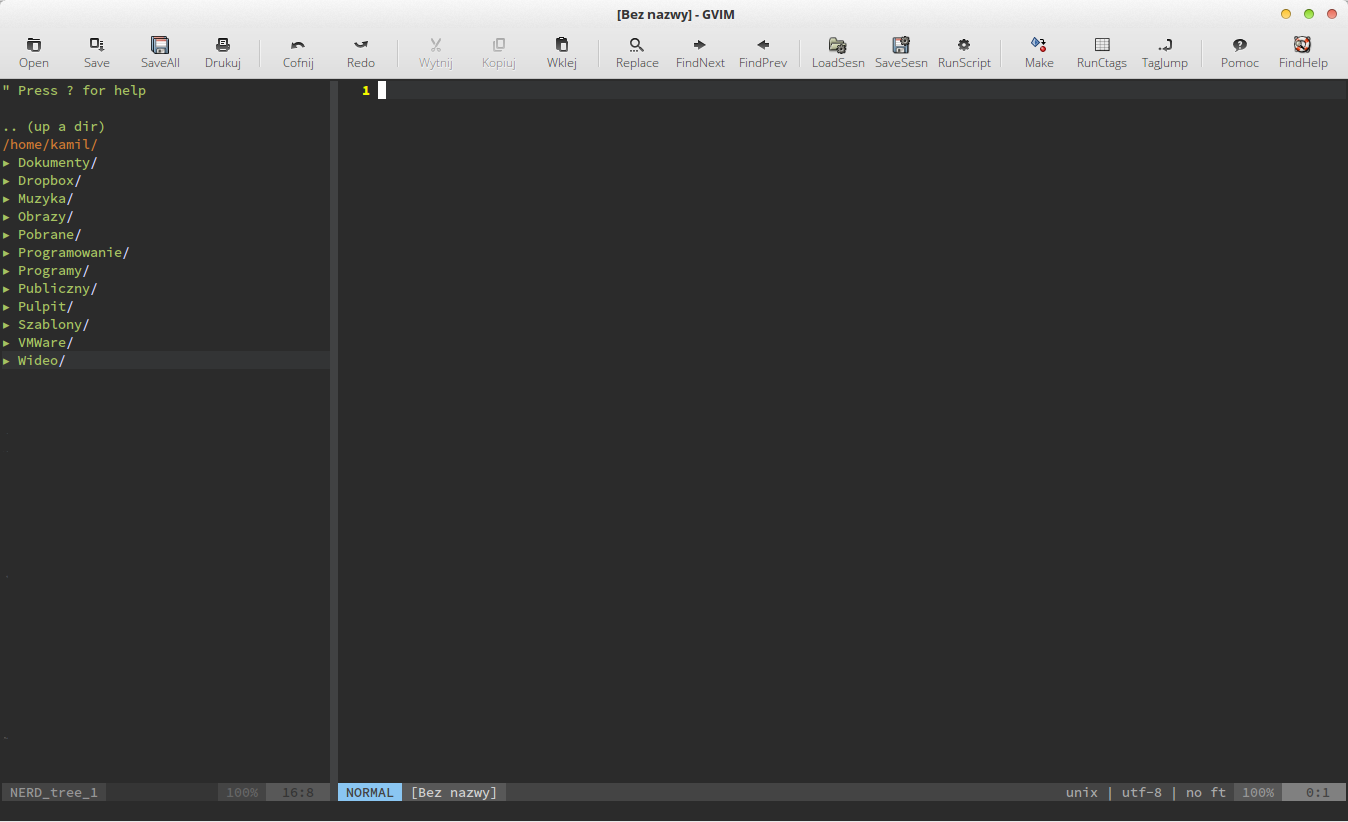 [Bez nazwy] - GVIM
Open Save SaveAll Drukuj Cofnij Redo Wytnij Kopiuj Wklej Replace FindNext FindPrev LoadSesn SaveSesn RunScript Make RunCtags TagJump Pomoc FindHelp
" Press ? for help
.. (up a dir)
/home/kamil/
▸ Dokumenty/
▸ Dropbox/
▸ Muzyka/
▸ Obrazy/
▸ Pobrane/
▸ Programowanie/
▸ Programy/
▸ Publiczny/
▸ Pulpit/
▸ Szablony/
▸ VMWare/
▸ Wideo/
1
NERD_tree_1 100% 16:8
NORMAL [Bez nazwy] unix | utf-8 | no ft 100% 0:1